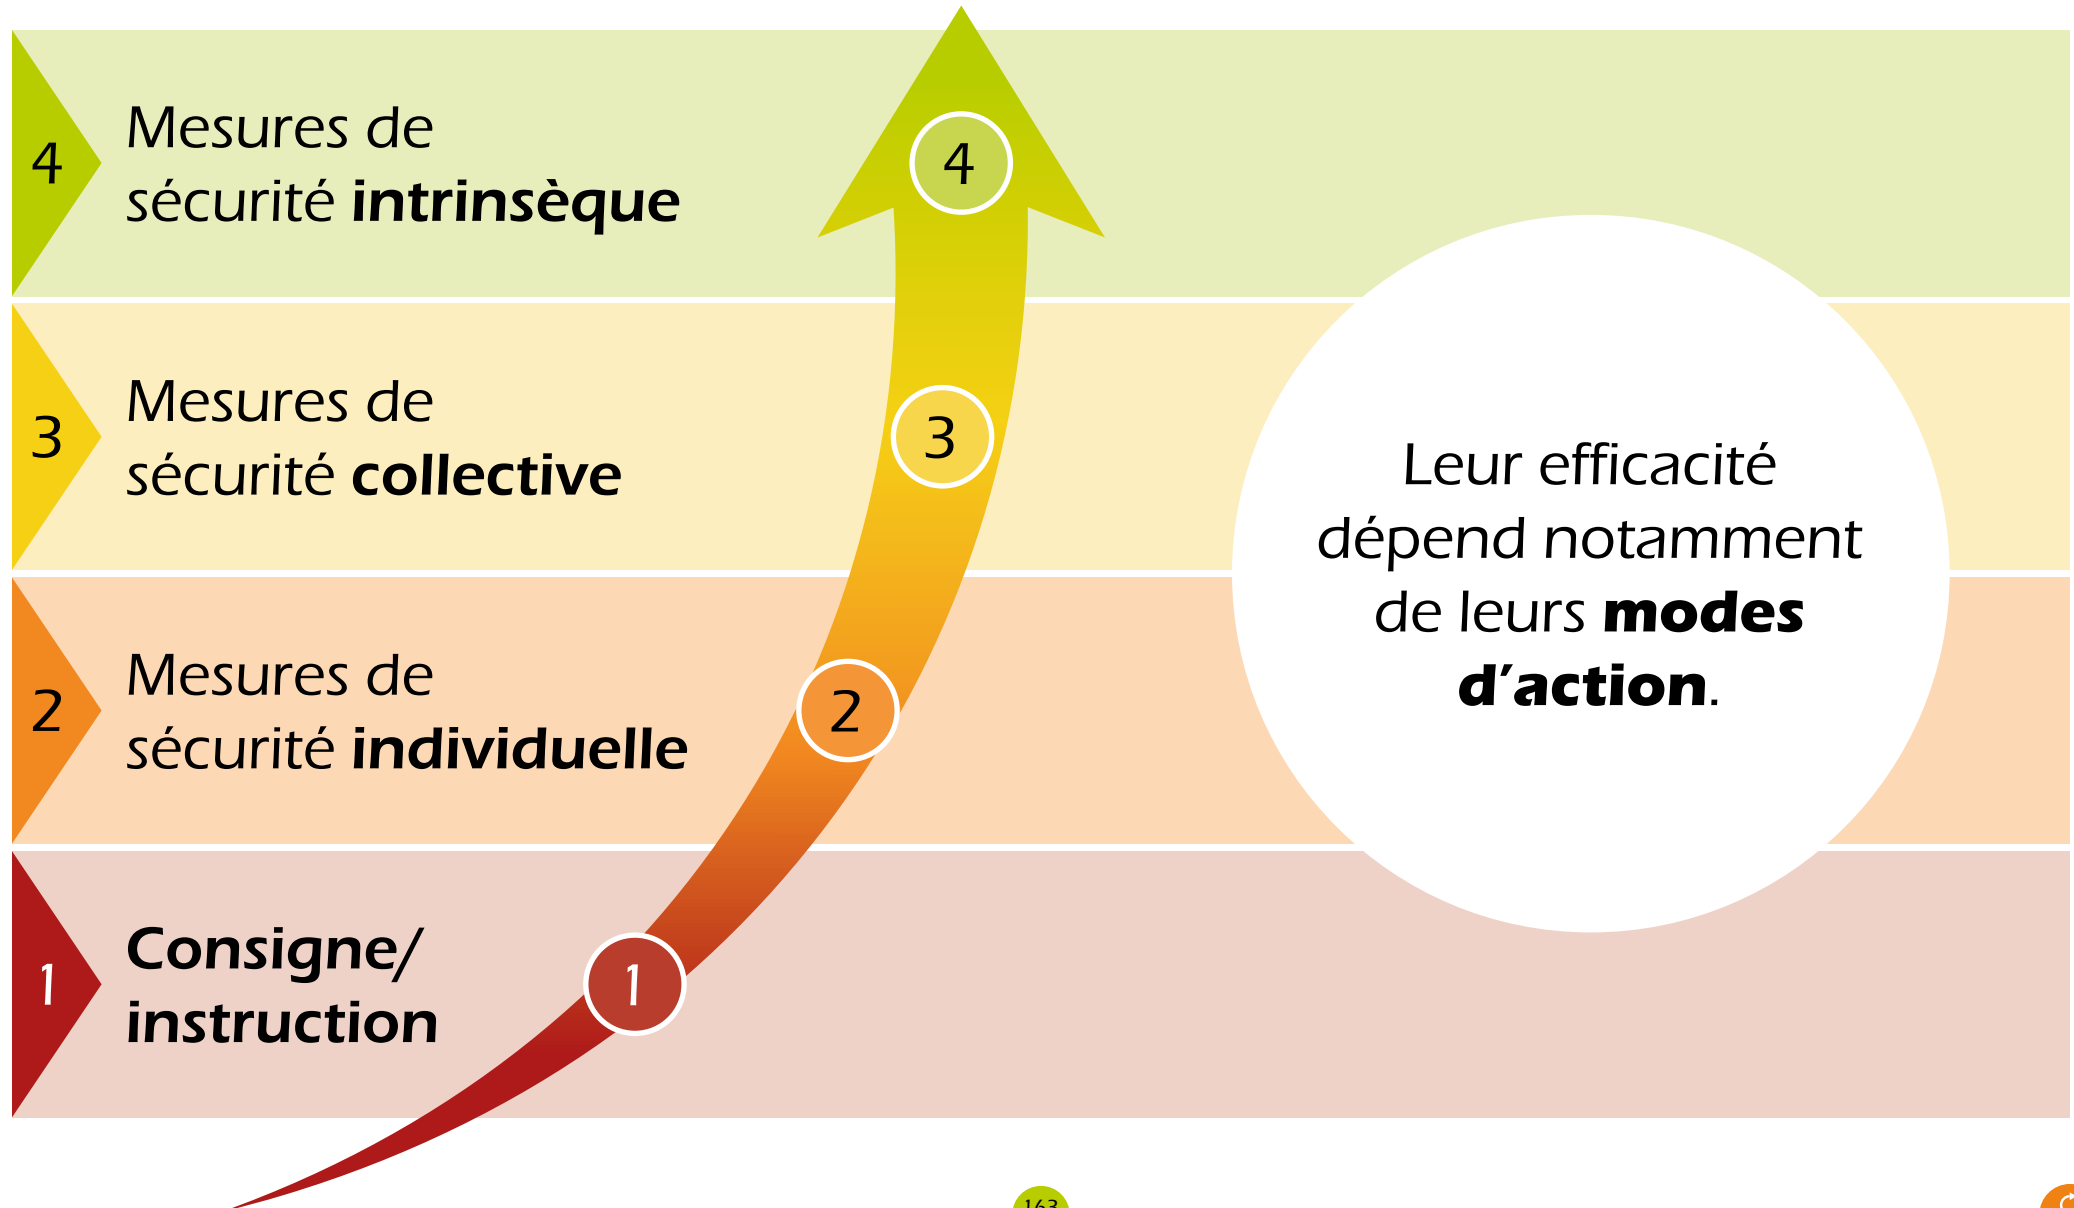 4
Mesures de
sécurité intrinsèque
4
3
Mesures de
sécurité collective
3
2
Mesures de
sécurité individuelle
2
1
Consigne/
instruction
1
Leur efficacité
dépend notamment
de leurs modes
d’action.
163